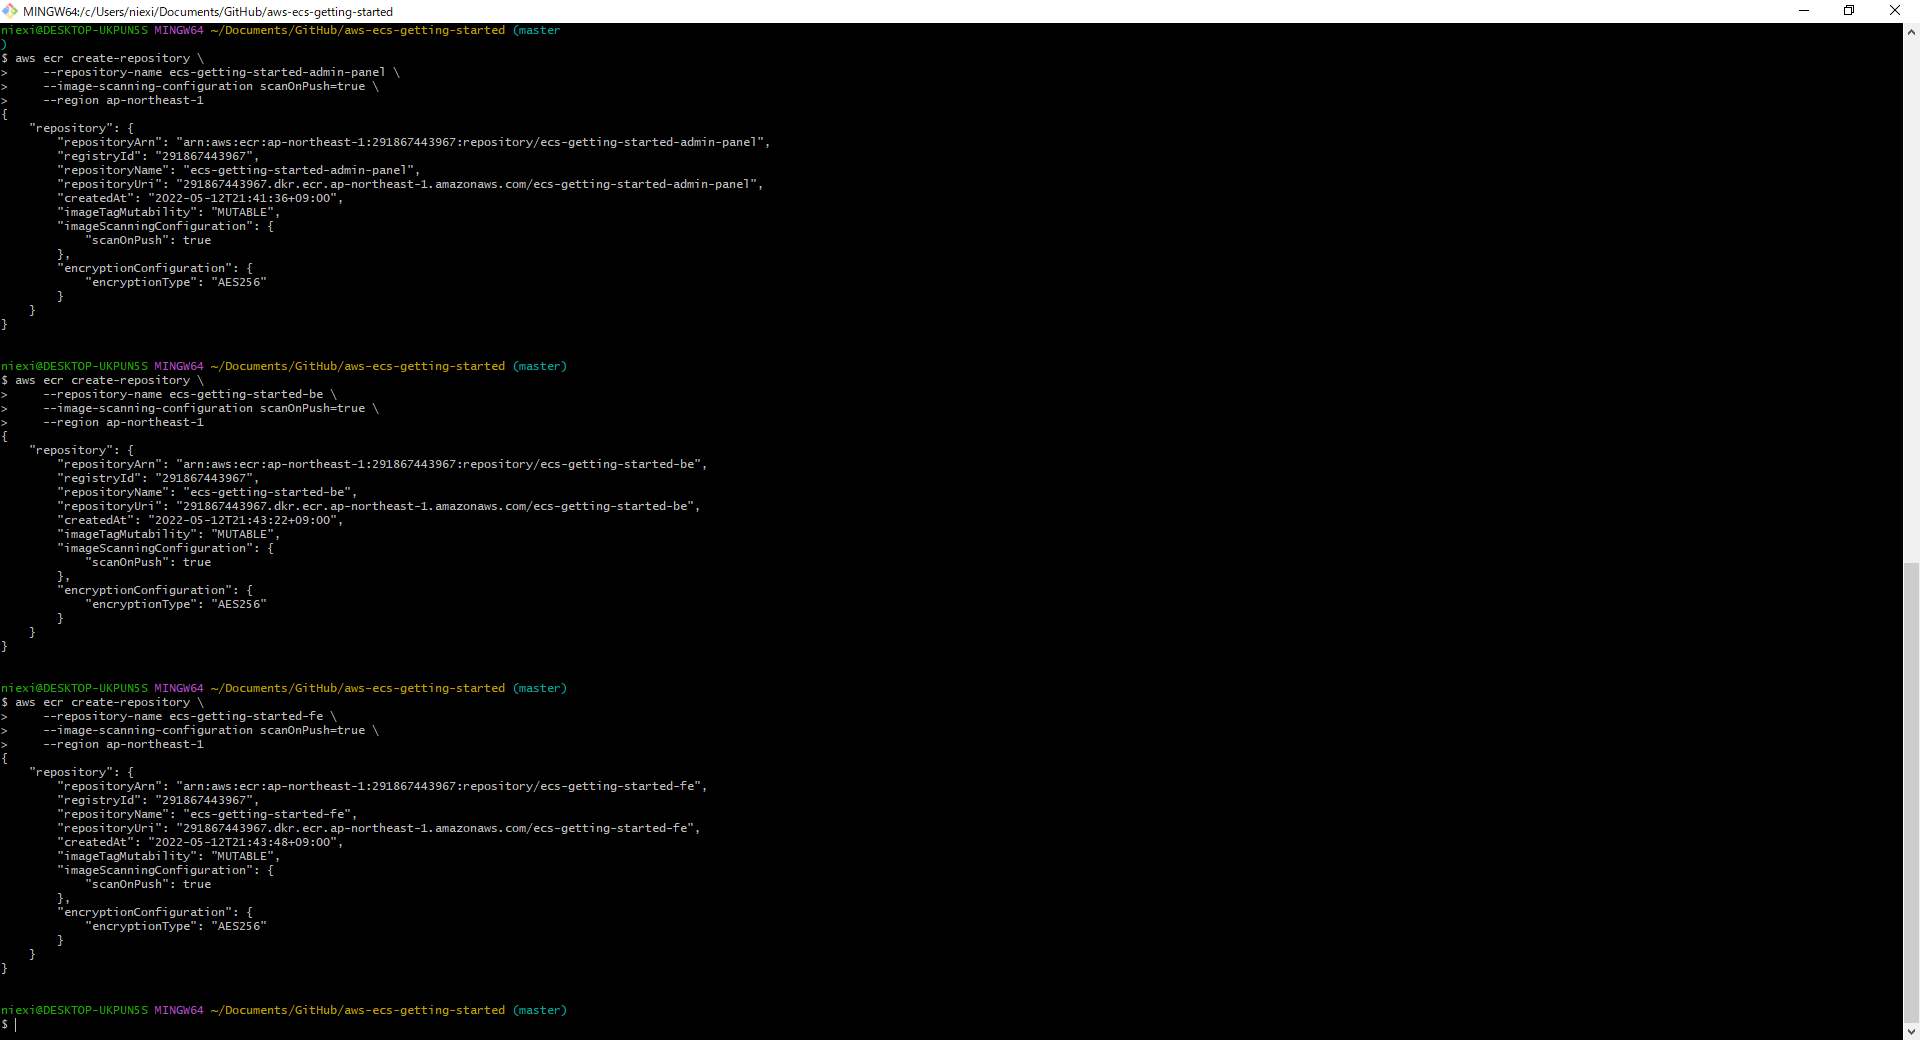 MINGW64:/c/Users/niexi/Documents/GitHub/aws-ecs-getting-started
niexi@DESKTOP-UKPUN5S MINGW64 ~/Documents/GitHub/aws-ecs-getting-started (master
)
$ aws ecr create-repository \
>     --repository-name ecs-getting-started-admin-panel \
>     --image-scanning-configuration scanOnPush=true \
>     --region ap-northeast-1
{
    "repository": {
        "repositoryArn": "arn:aws:ecr:ap-northeast-1:291867443967:repository/ecs-getting-started-admin-panel",
        "registryId": "291867443967",
        "repositoryName": "ecs-getting-started-admin-panel",
        "repositoryUri": "291867443967.dkr.ecr.ap-northeast-1.amazonaws.com/ecs-getting-started-admin-panel",
        "createdAt": "2022-05-12T21:41:36+09:00",
        "imageTagMutability": "MUTABLE",
        "imageScanningConfiguration": {
            "scanOnPush": true
        },
        "encryptionConfiguration": {
            "encryptionType": "AES256"
        }
    }
}
niexi@DESKTOP-UKPUN5S MINGW64 ~/Documents/GitHub/aws-ecs-getting-started (master)
$ aws ecr create-repository \
>     --repository-name ecs-getting-started-be \
>     --image-scanning-configuration scanOnPush=true \
>     --region ap-northeast-1
{
    "repository": {
        "repositoryArn": "arn:aws:ecr:ap-northeast-1:291867443967:repository/ecs-getting-started-be",
        "registryId": "291867443967",
        "repositoryName": "ecs-getting-started-be",
        "repositoryUri": "291867443967.dkr.ecr.ap-northeast-1.amazonaws.com/ecs-getting-started-be",
        "createdAt": "2022-05-12T21:43:22+09:00",
        "imageTagMutability": "MUTABLE",
        "imageScanningConfiguration": {
            "scanOnPush": true
        },
        "encryptionConfiguration": {
            "encryptionType": "AES256"
        }
    }
}
niexi@DESKTOP-UKPUN5S MINGW64 ~/Documents/GitHub/aws-ecs-getting-started (master)
$ aws ecr create-repository \
>     --repository-name ecs-getting-started-fe \
>     --image-scanning-configuration scanOnPush=true \
>     --region ap-northeast-1
{
    "repository": {
        "repositoryArn": "arn:aws:ecr:ap-northeast-1:291867443967:repository/ecs-getting-started-fe",
        "registryId": "291867443967",
        "repositoryName": "ecs-getting-started-fe",
        "repositoryUri": "291867443967.dkr.ecr.ap-northeast-1.amazonaws.com/ecs-getting-started-fe",
        "createdAt": "2022-05-12T21:43:48+09:00",
        "imageTagMutability": "MUTABLE",
        "imageScanningConfiguration": {
            "scanOnPush": true
        },
        "encryptionConfiguration": {
            "encryptionType": "AES256"
        }
    }
}
niexi@DESKTOP-UKPUN5S MINGW64 ~/Documents/GitHub/aws-ecs-getting-started (master)
$